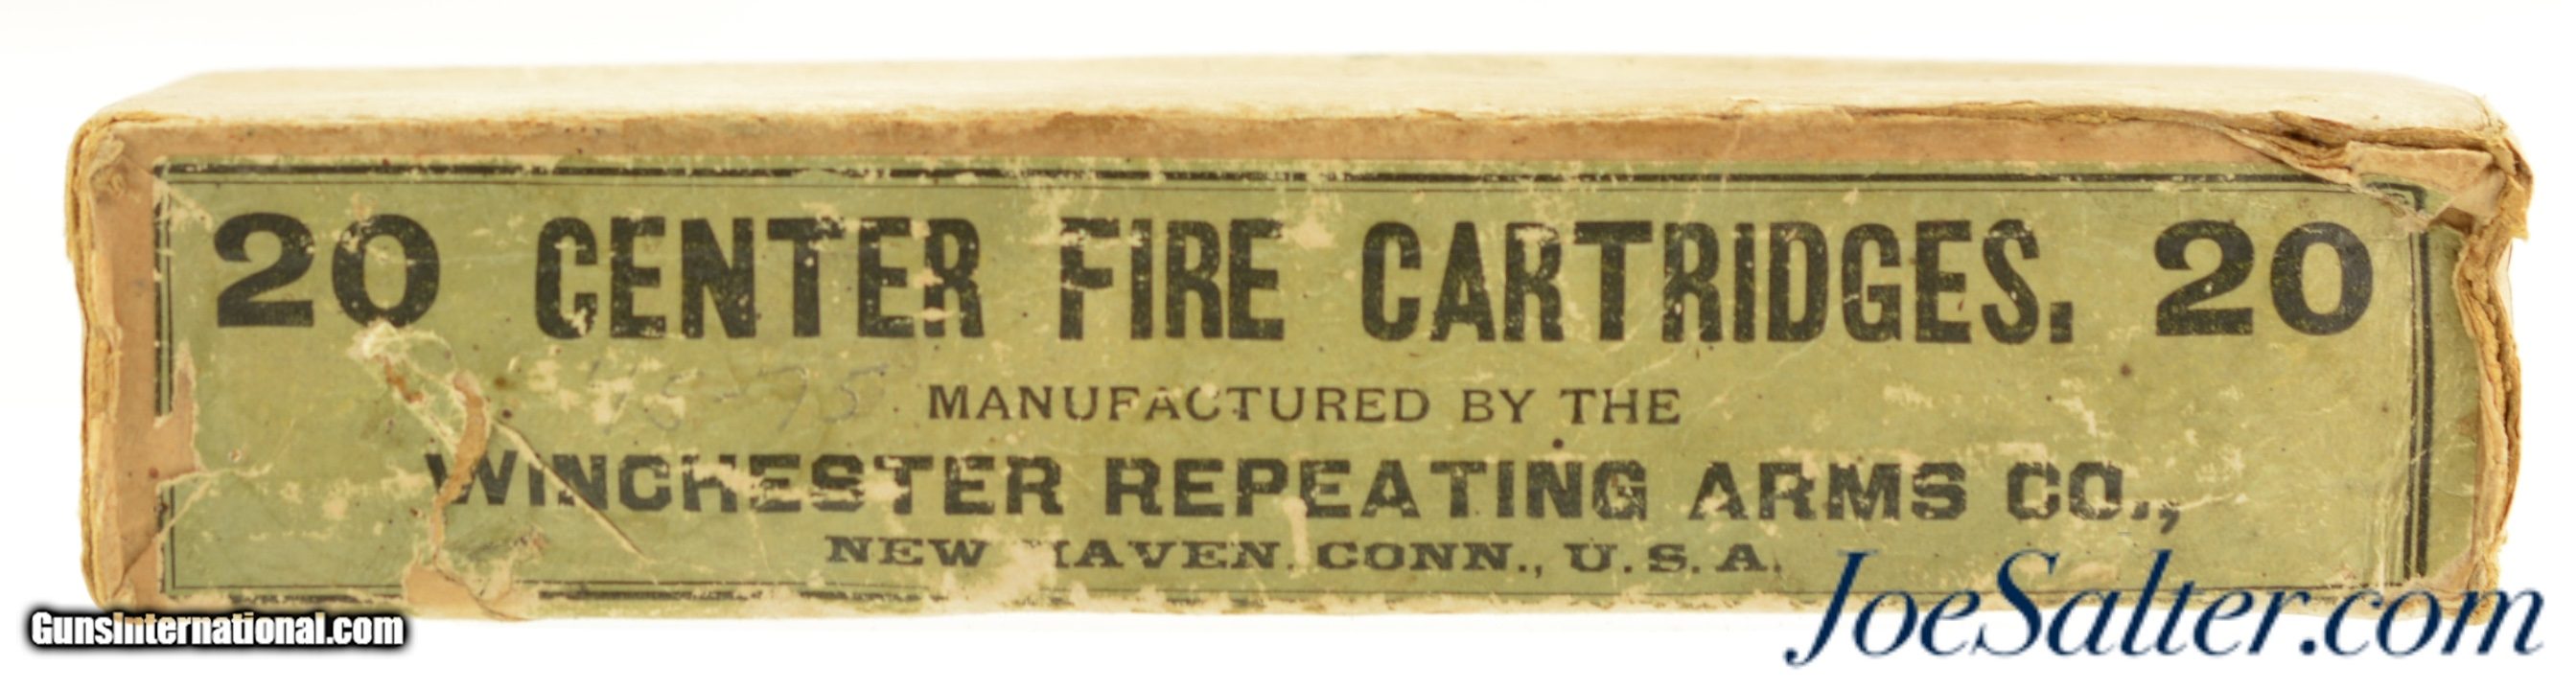 20 CENTER FIRE CARTRIDGES. 20
45-75
MANUFACTURED BY THE
WINCHESTER REPEATING ARMS CO.,
NEW HAVEN. CONN., U.S.A.
GunsInternational.com
JoeSalter.com